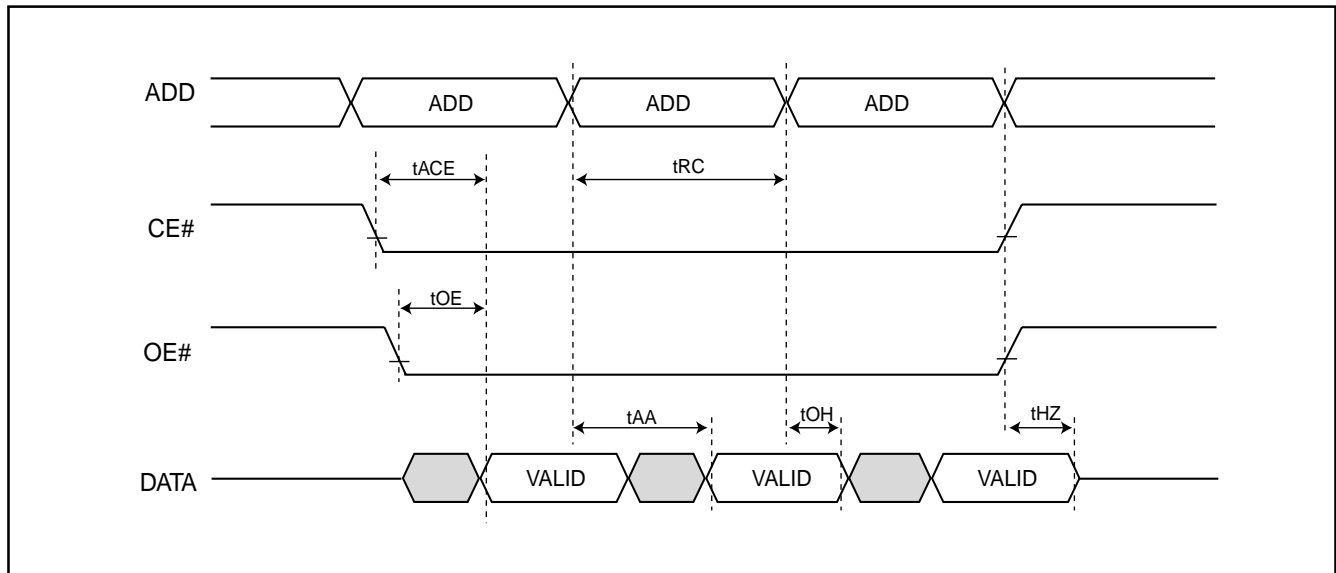 ADD ADD ADD ADD
tACE tRC
CE#
tOE
OE#
tAA tOH tHZ
DATA VALID VALID VALID